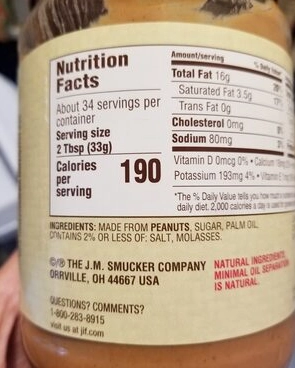 Nutrition
Facts
About 34 servings per
container
Serving size
2 Tbsp (33g)
Calories
per
serving
190
Amount/serving
% Daily
Total Fat 16g
Saturated Fat 3.5g
Trans Fat 0g
Cholesterol 0mg
Sodium 80mg
Vitamin D 0mcg 0% •
Potassium 193mg 4% •
*The % Daily Value tells you how much
daily diet. 2,000 calories a day is used
INGREDIENTS: MADE FROM PEANUTS, SUGAR, PALM OIL.
CONTAINS 2% OR LESS OF: SALT, MOLASSES.
©/® THE J.M. SMUCKER COMPANY
ORRVILLE, OH 44667 USA
NATURAL INGREDIENTS
MINIMAL OIL SEPARATION
IS NATURAL.
QUESTIONS? COMMENTS?
1-800-283-8915
visit us at jif.com